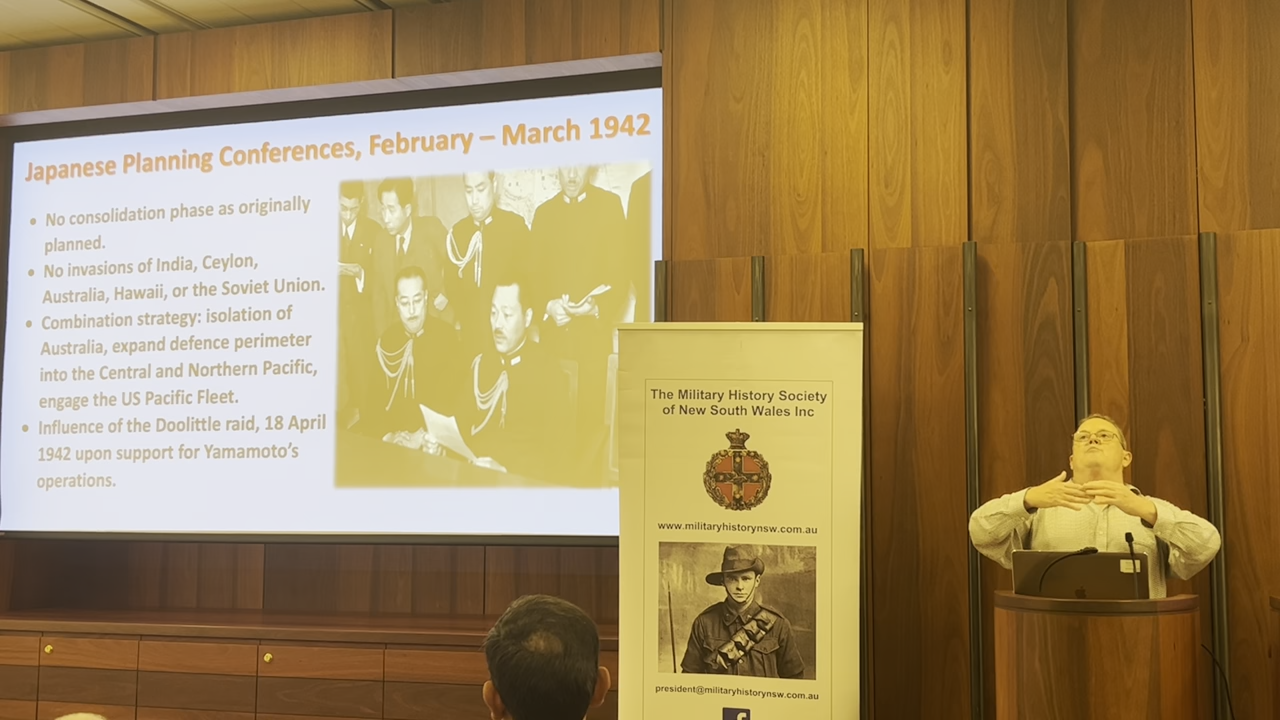 Japanese Planning Conferences, February – March 1942
• No consolidation phase as originally
planned.
• No invasions of India, Ceylon,
Australia, Hawaii, or the Soviet Union.
• Combination strategy: isolation of
Australia, expand defence perimeter
into the Central and Northern Pacific,
engage the US Pacific Fleet.
• Influence of the Doolittle raid, 18 April
1942 upon support for Yamamoto’s
operations.
The Military History Society
of New South Wales Inc
www.militaryhistorynsw.com.au
president@militaryhistorynsw.com.au